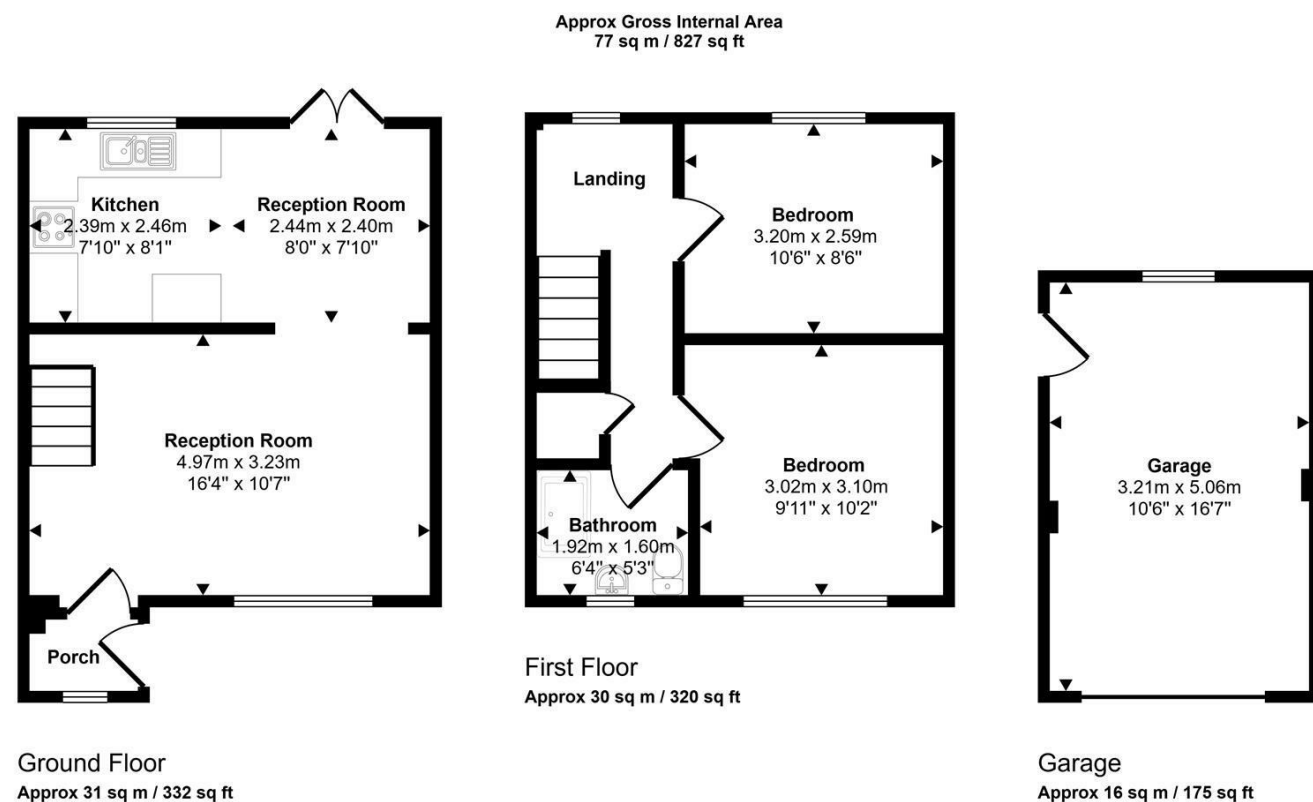 Approx Gross Internal Area
77 sq m / 827 sq ft
Kitchen
2.39m x 2.46m
7'10" x 8'1"
Reception Room
2.44m x 2.40m
8'0" x 7'10"
Reception Room
4.97m x 3.23m
16'4" x 10'7"
Porch
Ground Floor
Approx 31 sq m / 332 sq ft
Landing
Bedroom
3.20m x 2.59m
10'6" x 8'6"
Bedroom
3.02m x 3.10m
9'11" x 10'2"
Bathroom
1.92m x 1.60m
6'4" x 5'3"
First Floor
Approx 30 sq m / 320 sq ft
Garage
3.21m x 5.06m
10'6" x 16'7"
Garage
Approx 16 sq m / 175 sq ft